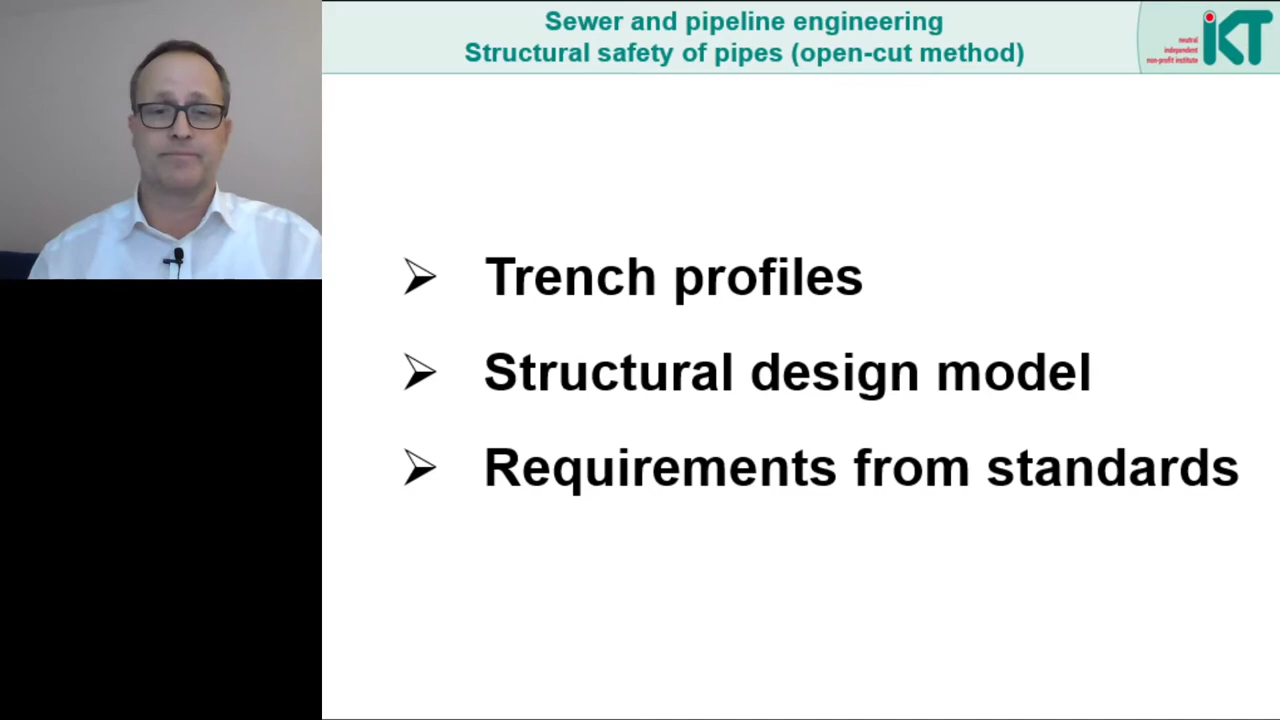 Sewer and pipeline engineering
Structural safety of pipes (open-cut method)
neutral
independent
non-profit institute
iKT
Trench profiles
Structural design model
Requirements from standards